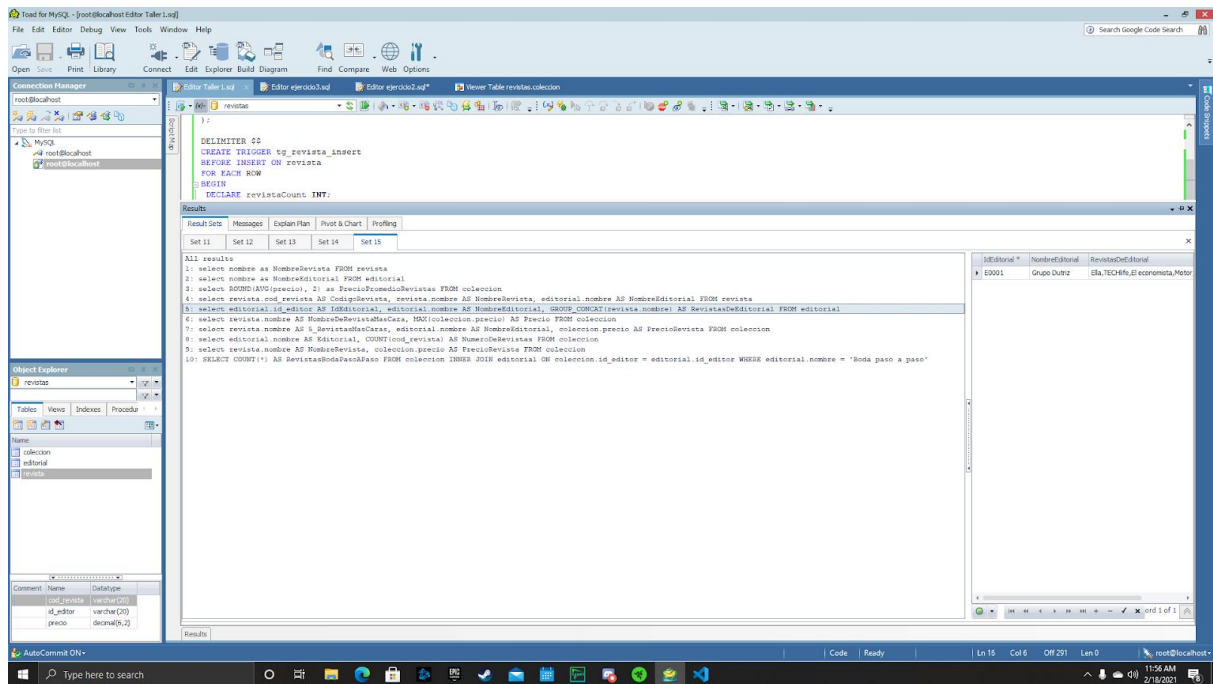 Toad for MySQL - [root@localhost Editor Taller 1.sql]
File Edit Editor Debug View Tools Window Help
Search Google Code Search
Open Save Print Library Connect Edit Explorer Build Diagram Find Compare Web Options
Connection Manager
Editor Taller 1.sql
Editor ejercicio3.sql
Editor ejercicio2.sql*
Viewer Table revistas.coleccion
root@localhost
revistas
Type to filter list
MySQL
root@localhost
root@localhost
Script Map
Code Snippets
);
DELIMITER $$
CREATE TRIGGER tg_revista_insert
BEFORE INSERT ON revista
FOR EACH ROW
BEGIN
DECLARE revistaCount INT;
Results
Result Sets Messages Explain Plan Pivot & Chart Profiling
Set 11 Set 12 Set 13 Set 14 Set 15
All results
1: select nombre as NombreRevista FROM revista
2: select nombre as NombreEditorial FROM editorial
3: select ROUND(AVG(precio), 2) as PrecioPromedioRevistas FROM coleccion
4: select revista.cod_revista AS CodigoRevista, revista.nombre AS NombreRevista, editorial.nombre AS NombreEditorial FROM revista
5: select editorial.id_editor AS IdEditorial, editorial.nombre AS NombreEditorial, GROUP_CONCAT(revista.nombre) AS RevistasDeEditorial FROM editorial
6: select revista.nombre AS NombreDeRevistaMasCara, MAX(coleccion.precio) AS Precio FROM coleccion
7: select revista.nombre AS 5_RevistasMasCaras, editorial.nombre AS NombreEditorial, coleccion.precio AS PrecioRevista FROM coleccion
8: select editorial.nombre AS Editorial, COUNT(cod_revista) AS NumeroDeRevistas FROM coleccion
9: select revista.nombre AS NombreRevista, coleccion.precio AS PrecioRevista FROM coleccion
10: SELECT COUNT(*) AS RevistasBodaPasoAPaso FROM coleccion INNER JOIN editorial ON coleccion.id_editor = editorial.id_editor WHERE editorial.nombre = 'Boda paso a paso'
IdEditorial * NombreEditorial RevistasDeEditorial
E0001 Grupo Dutriz Ella,TECHlife,El economista,Motor
Object Explorer
revistas
Tables Views Indexes Procedur
Name
coleccion
editorial
revista
Comment Name Datatype
cod_revista varchar(20)
id_editor varchar(20)
precio decimal(6,2)
ord 1 of 1
Results
AutoCommit ON
Code Ready Ln 16 Col 6 Off 291 Len 0 root@localhost
Type here to search
EPIC
11:56 AM
2/18/2021